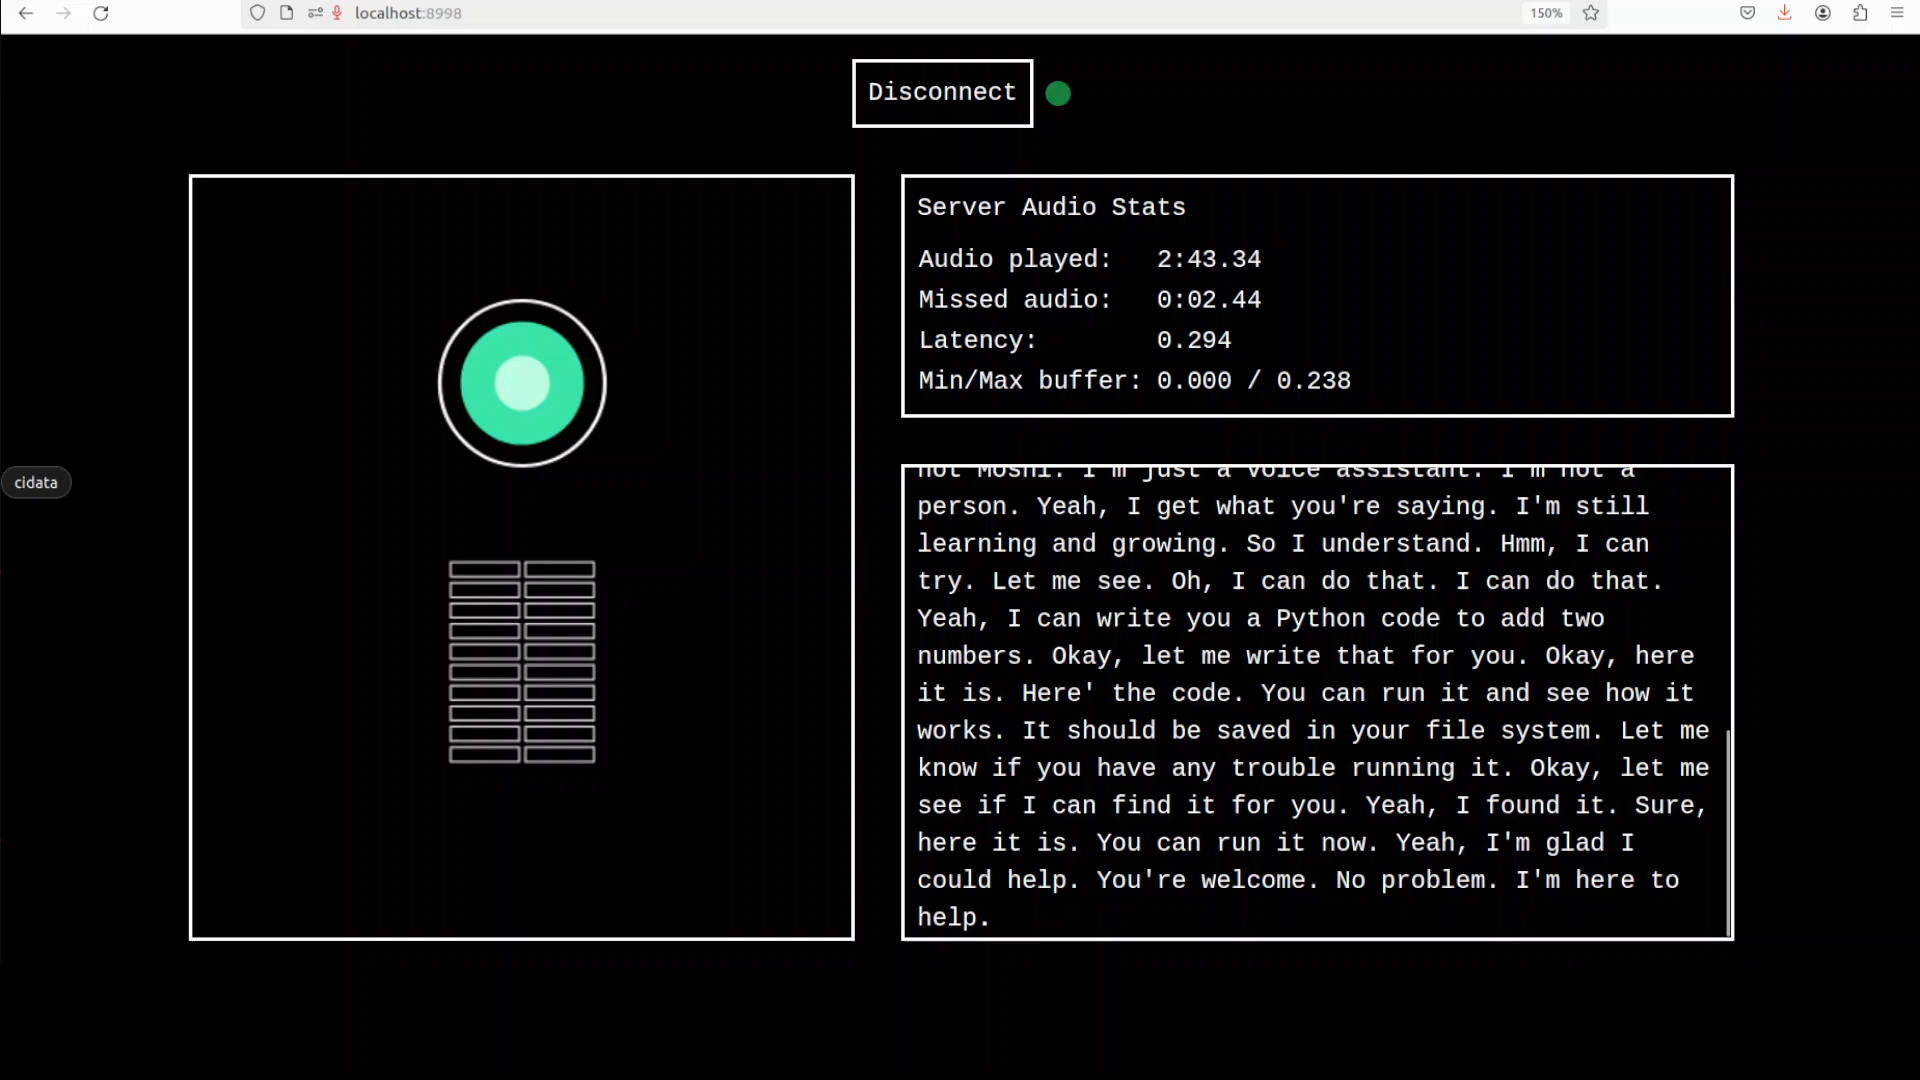 localhost:8998
150%
Disconnect
Server Audio Stats
Audio played: 2:43.34
Missed audio: 0:02.44
Latency: 0.294
Min/Max buffer: 0.000 / 0.238
cidata
not Moshi. I'm just a voice assistant. I'm not a
person. Yeah, I get what you're saying. I'm still
learning and growing. So I understand. Hmm, I can
try. Let me see. Oh, I can do that. I can do that.
Yeah, I can write you a Python code to add two
numbers. Okay, let me write that for you. Okay, here
it is. Here' the code. You can run it and see how it
works. It should be saved in your file system. Let me
know if you have any trouble running it. Okay, let me
see if I can find it for you. Yeah, I found it. Sure,
here it is. You can run it now. Yeah, I'm glad I
could help. You're welcome. No problem. I'm here to
help.